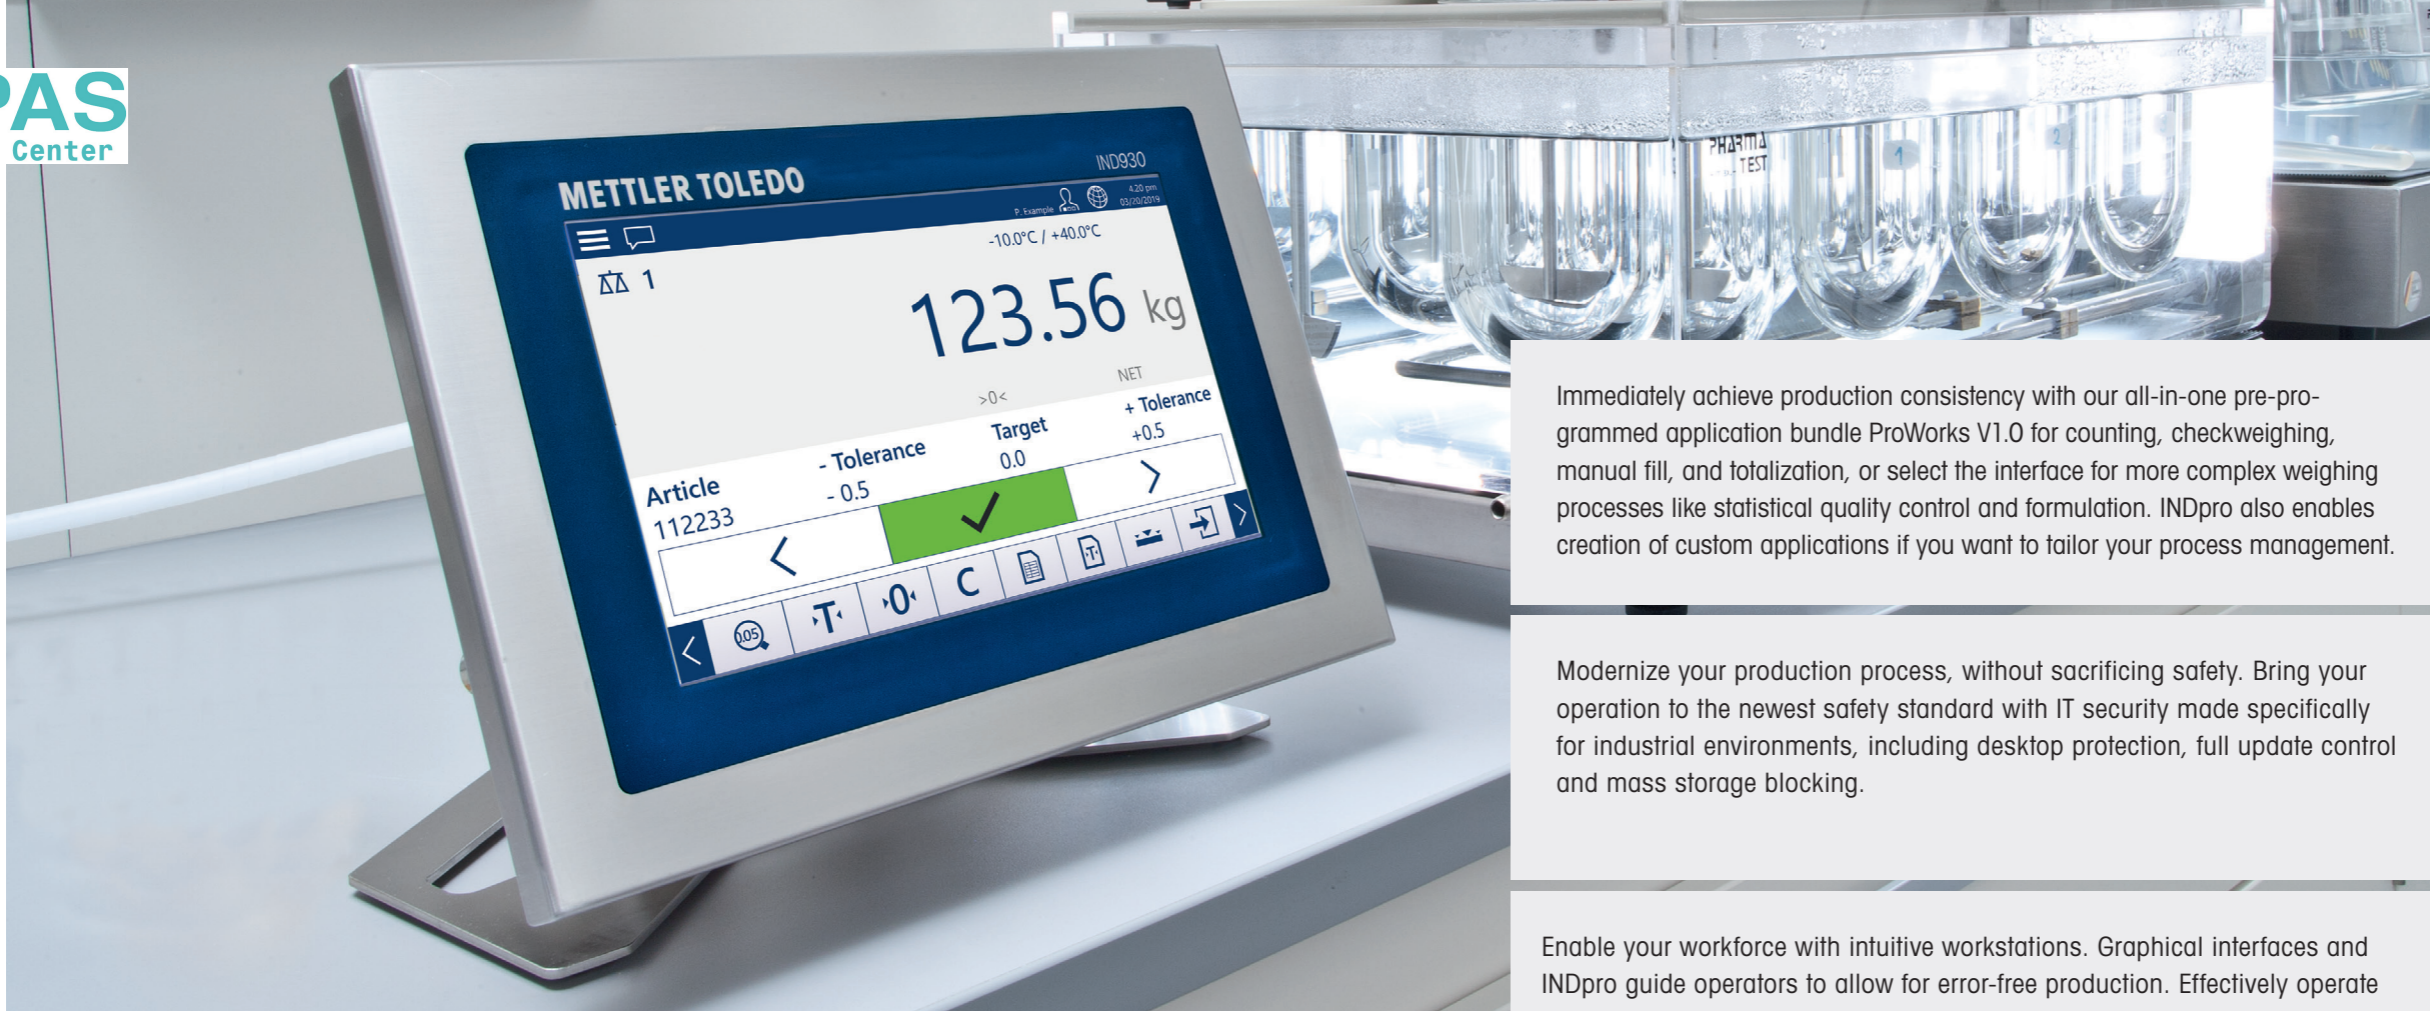 PAS
Center
METTLER TOLEDO
IND930
P. Example
4:20 pm
03/20/2019
-10.0°C / +40.0°C
1
123.56 kg
>0<
NET
Article
- Tolerance
Target
+ Tolerance
112233
- 0.5
0.0
+0.5
0.05
T
0
C
T
PHARMA
TEST
1
2
Immediately achieve production consistency with our all-in-one pre-pro-
grammed application bundle ProWorks V1.0 for counting, checkweighing,
manual fill, and totalization, or select the interface for more complex weighing
processes like statistical quality control and formulation. INDpro also enables
creation of custom applications if you want to tailor your process management.
Modernize your production process, without sacrificing safety. Bring your
operation to the newest safety standard with IT security made specifically
for industrial environments, including desktop protection, full update control
and mass storage blocking.
Enable your workforce with intuitive workstations. Graphical interfaces and
INDpro guide operators to allow for error-free production. Effectively operate